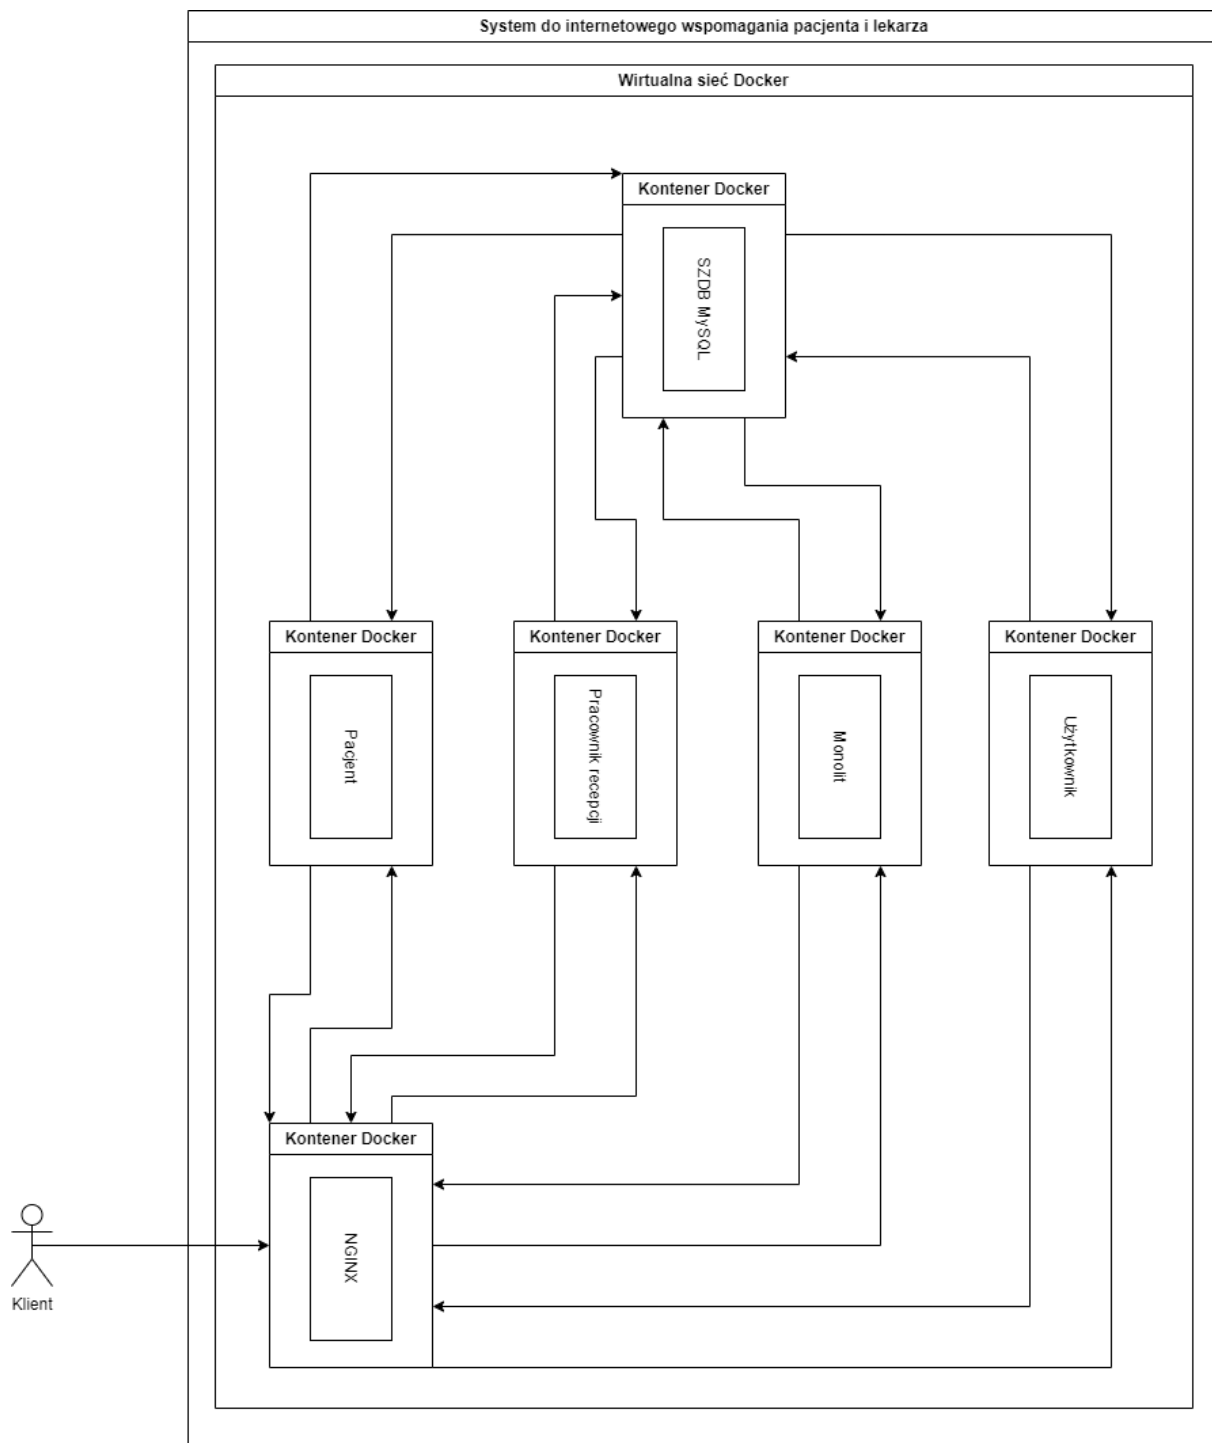 System do internetowego wspomagania pacjenta i lekarza
Wirtualna sieć Docker
Kontener Docker
SZDB MySQL
Kontener Docker
Pacjent
Kontener Docker
Pracownik recepcji
Kontener Docker
Monolit
Kontener Docker
Użytkownik
Kontener Docker
NGINX
Klient